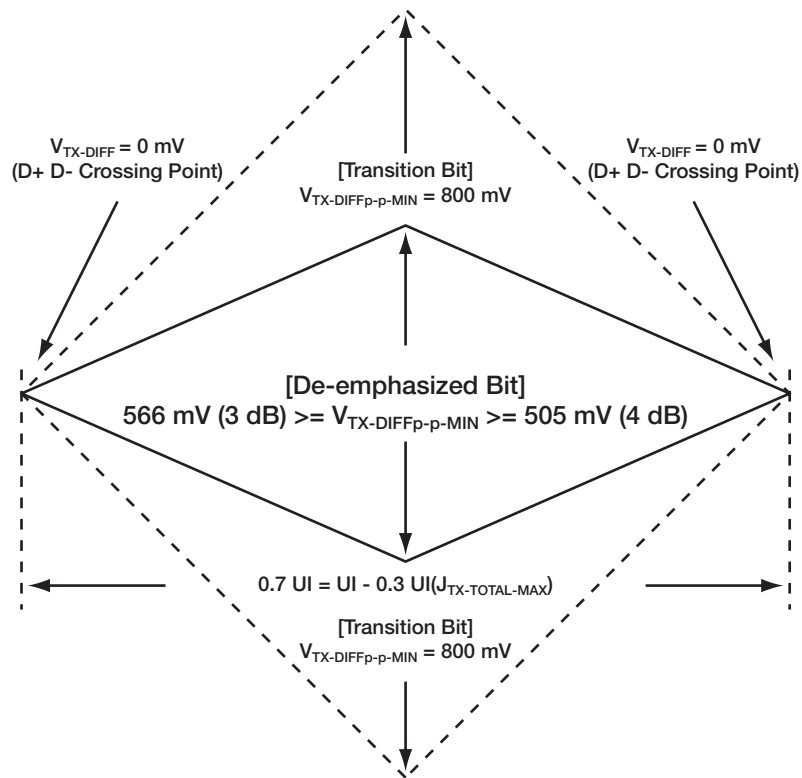 V_TX-DIFF = 0 mV
(D+ D- Crossing Point)
V_TX-DIFF = 0 mV
(D+ D- Crossing Point)
[Transition Bit]
V_TX-DIFFp-p-MIN = 800 mV
[De-emphasized Bit]
566 mV (3 dB) >= V_TX-DIFFp-p-MIN >= 505 mV (4 dB)
0.7 UI = UI - 0.3 UI(J_TX-TOTAL-MAX)
[Transition Bit]
V_TX-DIFFp-p-MIN = 800 mV